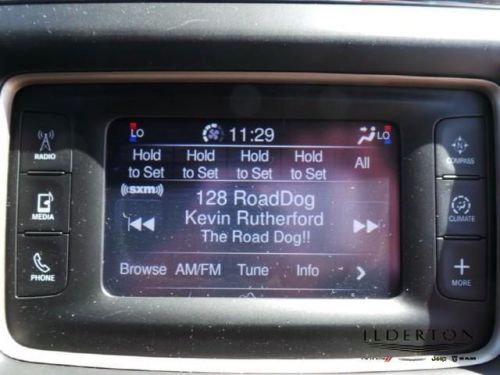 LO 11:29 LO
Hold to Set Hold to Set Hold to Set Hold to Set All
((sxm))
128 RoadDog
Kevin Rutherford
The Road Dog!!
Browse AM/FM Tune Info >
RADIO
MEDIA
PHONE
COMPASS
CLIMATE
+
MORE
ILDERTON
Jeep RAM